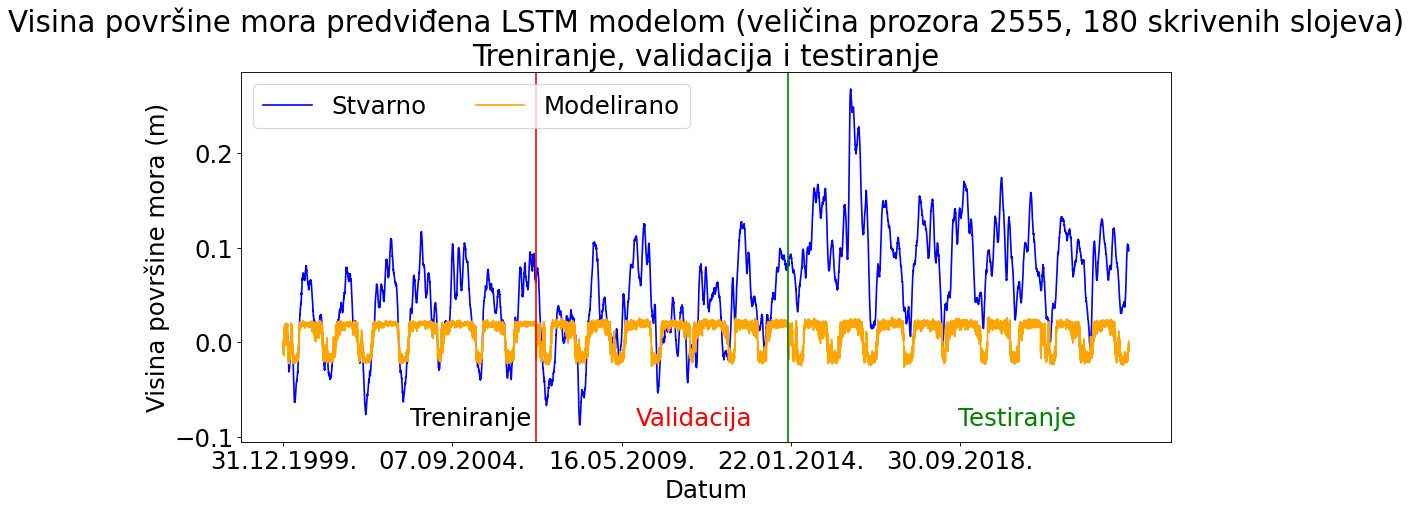 Visina površine mora predviđena LSTM modelom (veličina prozora 2555, 180 skrivenih slojeva)
Treniranje, validacija i testiranje
Stvarno
Modelirano
Visina površine mora (m)
0.2
0.1
0.0
−0.1
Treniranje
Validacija
Testiranje
31.12.1999.
07.09.2004.
16.05.2009.
22.01.2014.
30.09.2018.
Datum